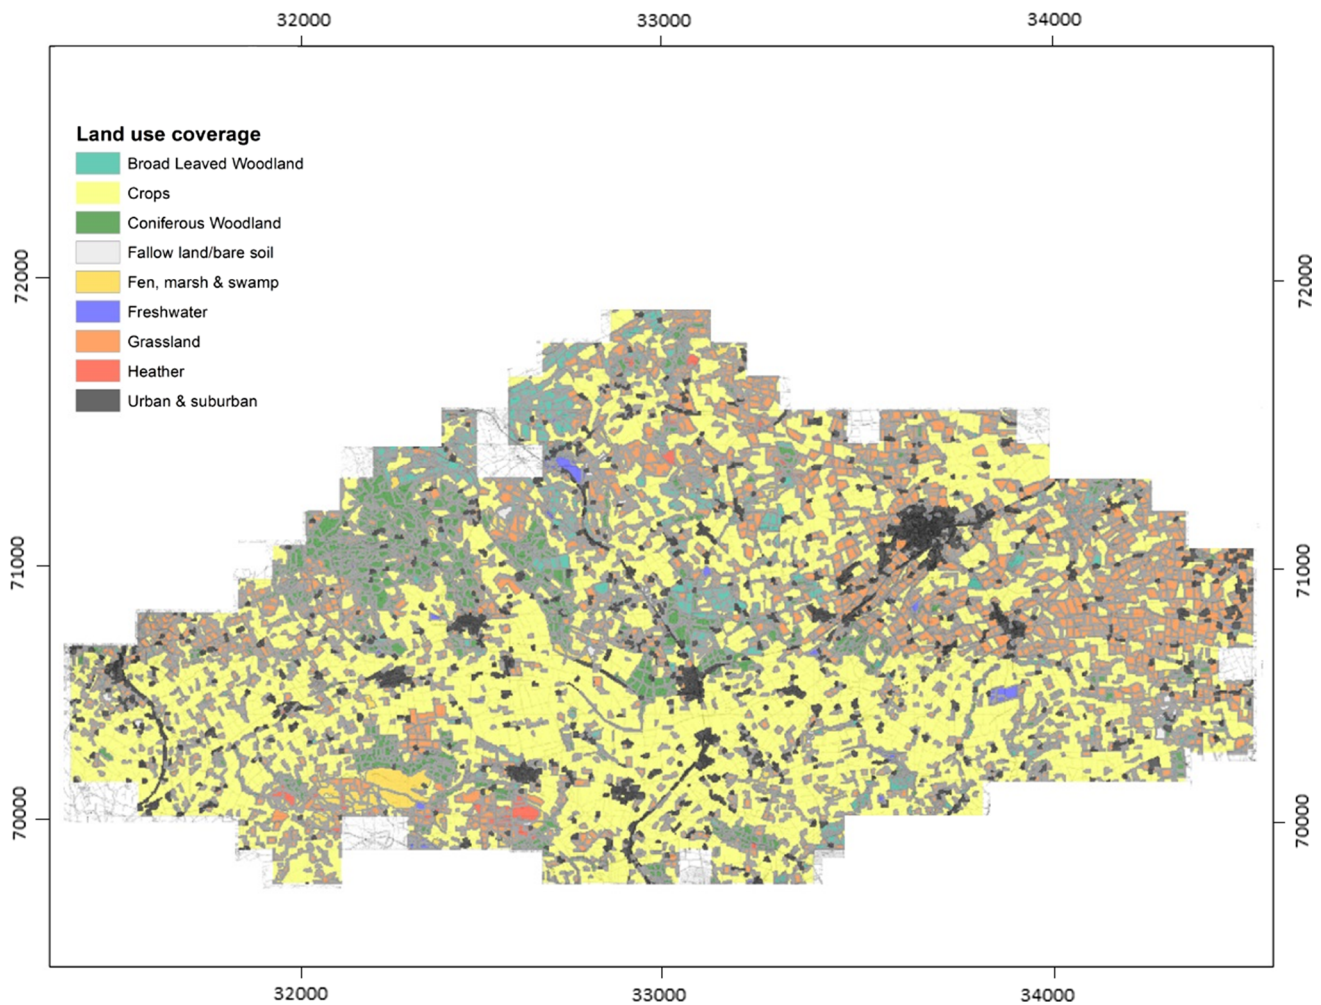 32000
33000
34000
Land use coverage
Broad Leaved Woodland
Crops
Coniferous Woodland
Fallow land/bare soil
Fen, marsh & swamp
Freshwater
Grassland
Heather
Urban & suburban
72000
72000
71000
71000
70000
70000
32000
33000
34000